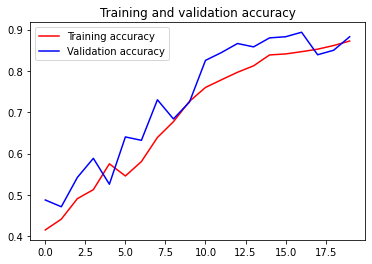 Training and validation accuracy
Training accuracy
Validation accuracy
0.9
0.8
0.7
0.6
0.5
0.4
0.0 2.5 5.0 7.5 10.0 12.5 15.0 17.5